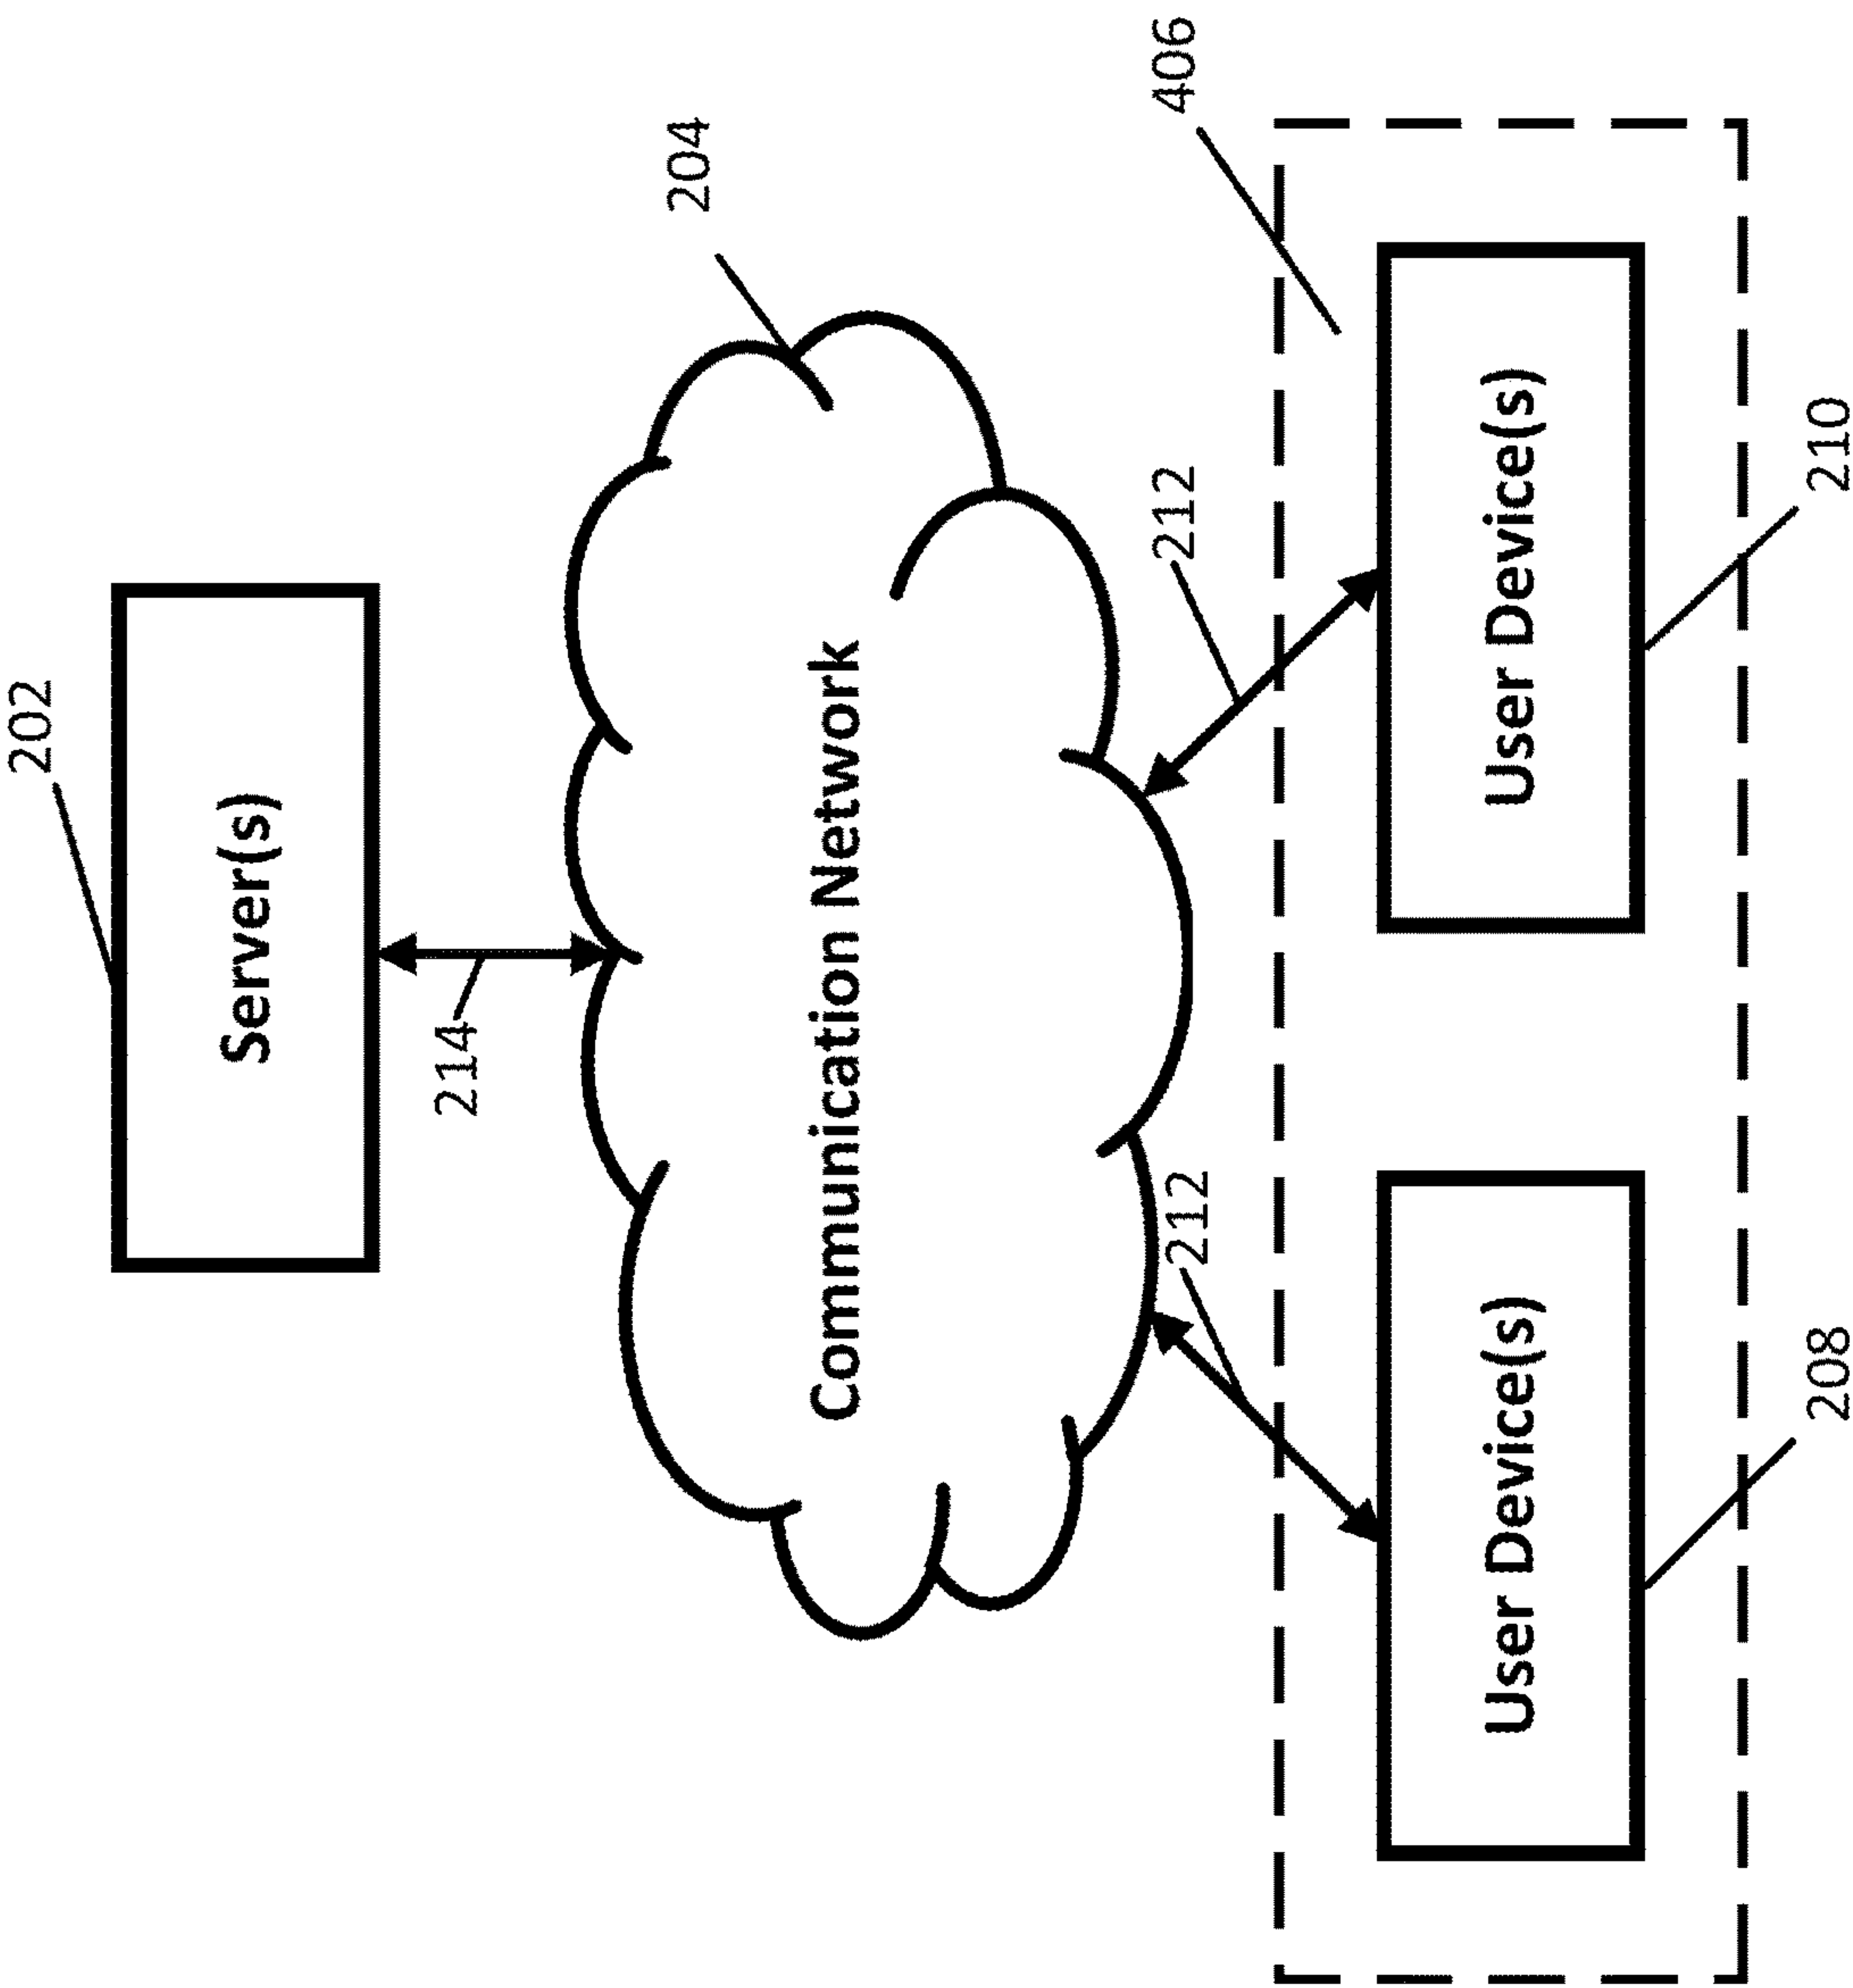 202
Server(s)
214
204
Communication Network
212
212
406
User Device(s)
User Device(s)
208
210